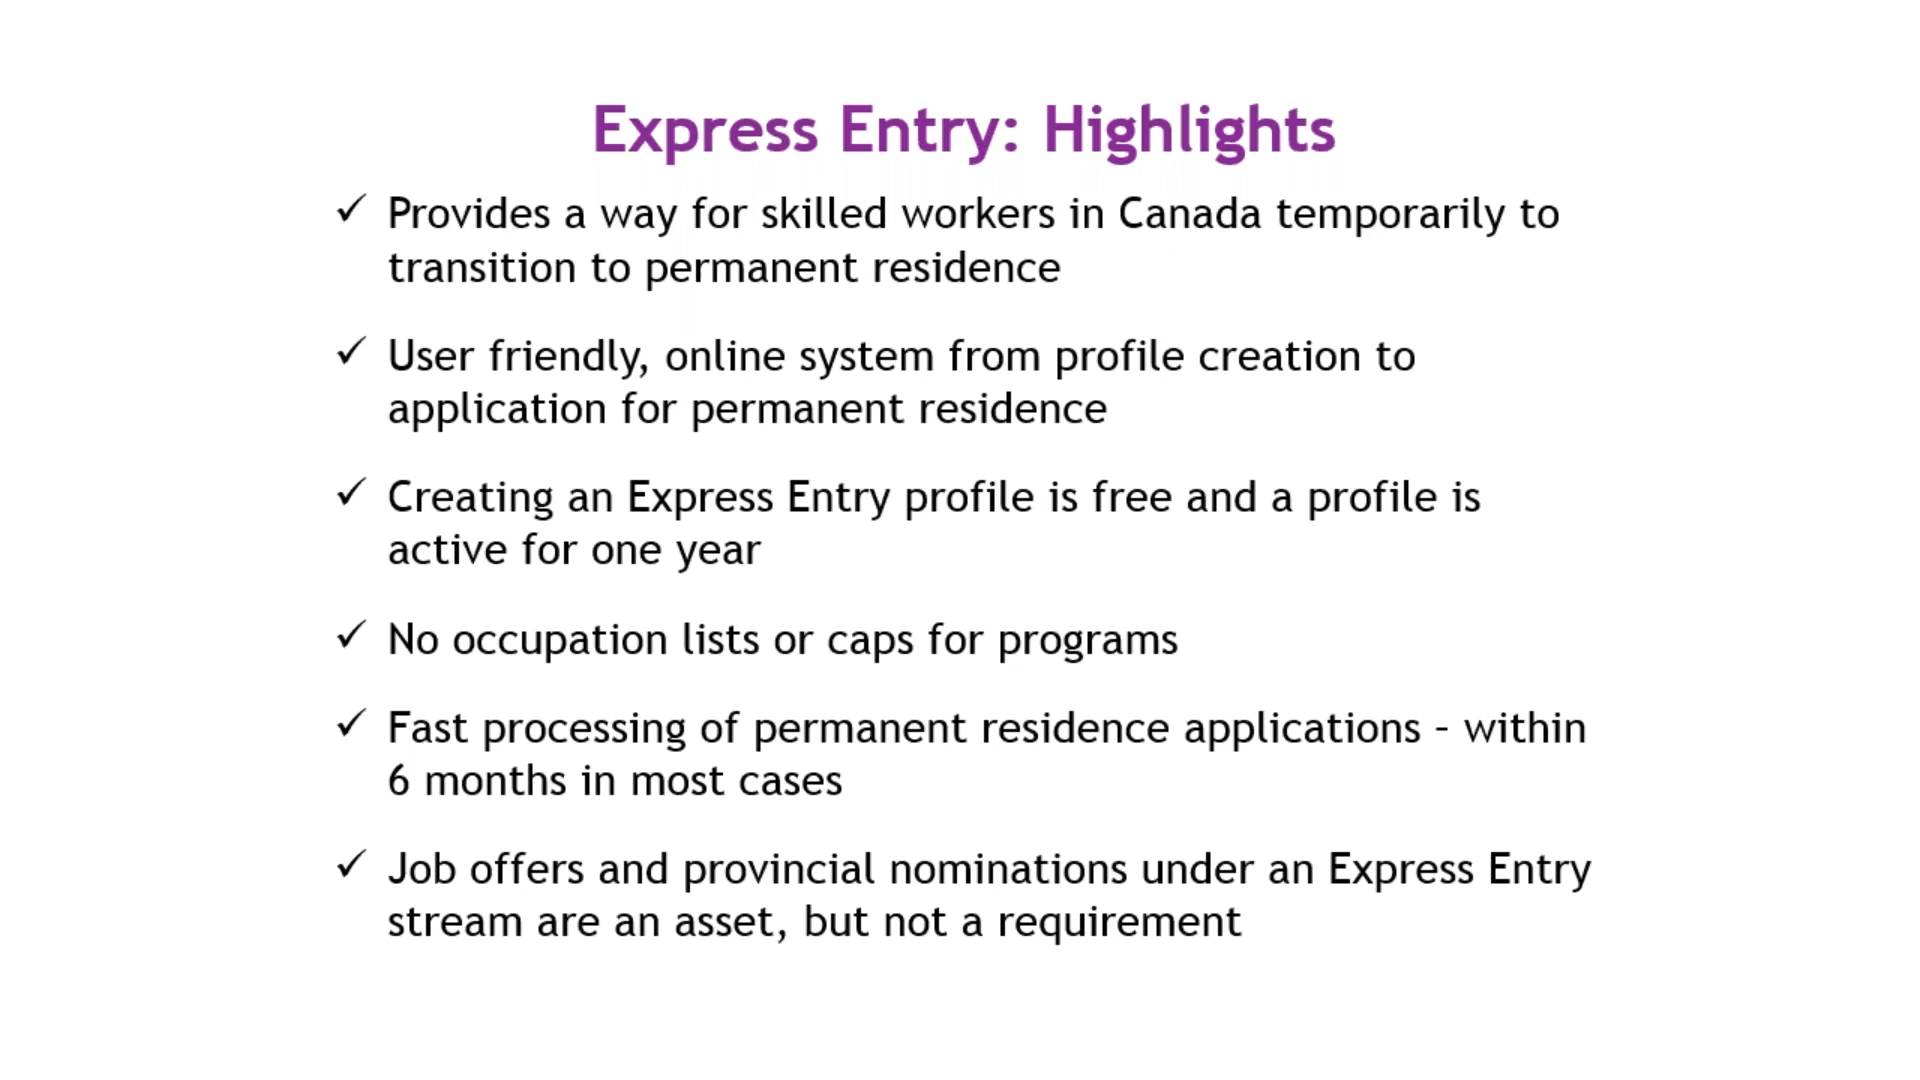 Express Entry: Highlights
✓ Provides a way for skilled workers in Canada temporarily to
transition to permanent residence
✓ User friendly, online system from profile creation to
application for permanent residence
✓ Creating an Express Entry profile is free and a profile is
active for one year
✓ No occupation lists or caps for programs
✓ Fast processing of permanent residence applications – within
6 months in most cases
✓ Job offers and provincial nominations under an Express Entry
stream are an asset, but not a requirement